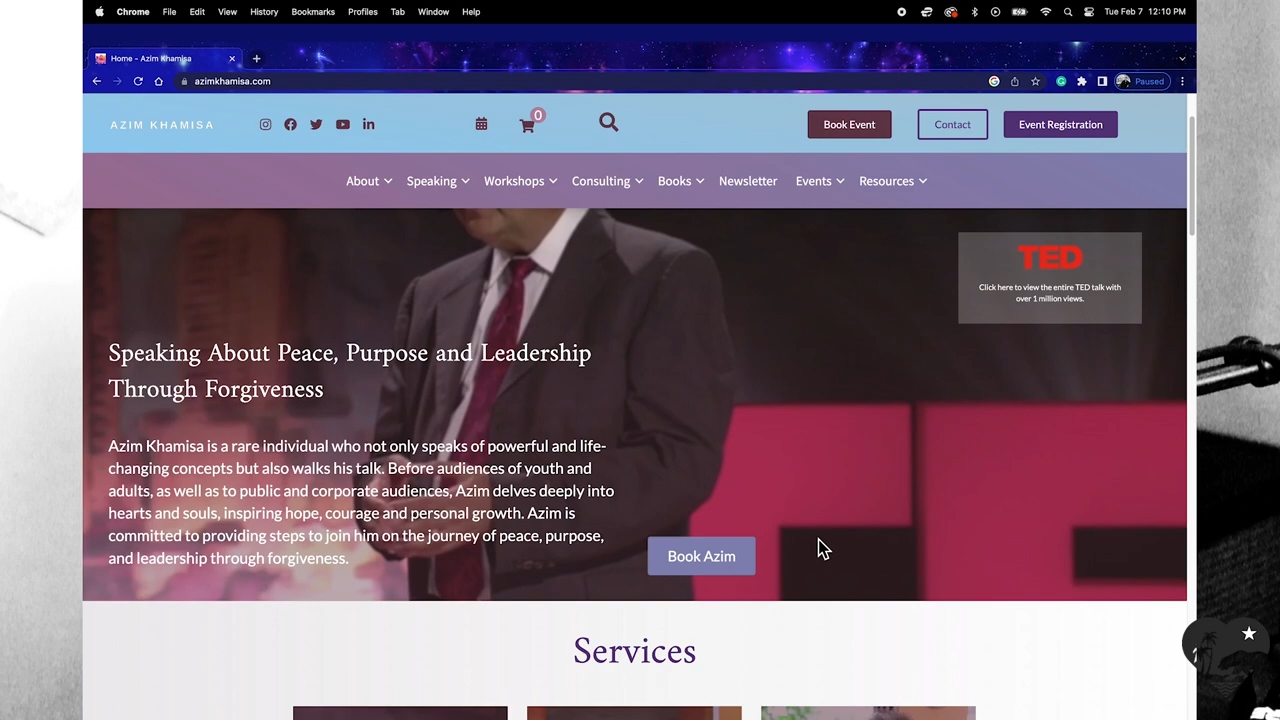 Chrome File Edit View History Bookmarks Profiles Tab Window Help Tue Feb 7 12:10 PM
Home - Azim Khamisa
azimkhamisa.com Paused
AZIM KHAMISA 0 Book Event Contact Event Registration
About Speaking Workshops Consulting Books Newsletter Events Resources
TED
Click here to view the entire TED talk with
over 1 million views.
Speaking About Peace, Purpose and Leadership
Through Forgiveness
Azim Khamisa is a rare individual who not only speaks of powerful and life-
changing concepts but also walks his talk. Before audiences of youth and
adults, as well as to public and corporate audiences, Azim delves deeply into
hearts and souls, inspiring hope, courage and personal growth. Azim is
committed to providing steps to join him on the journey of peace, purpose,
and leadership through forgiveness.
Book Azim
Services